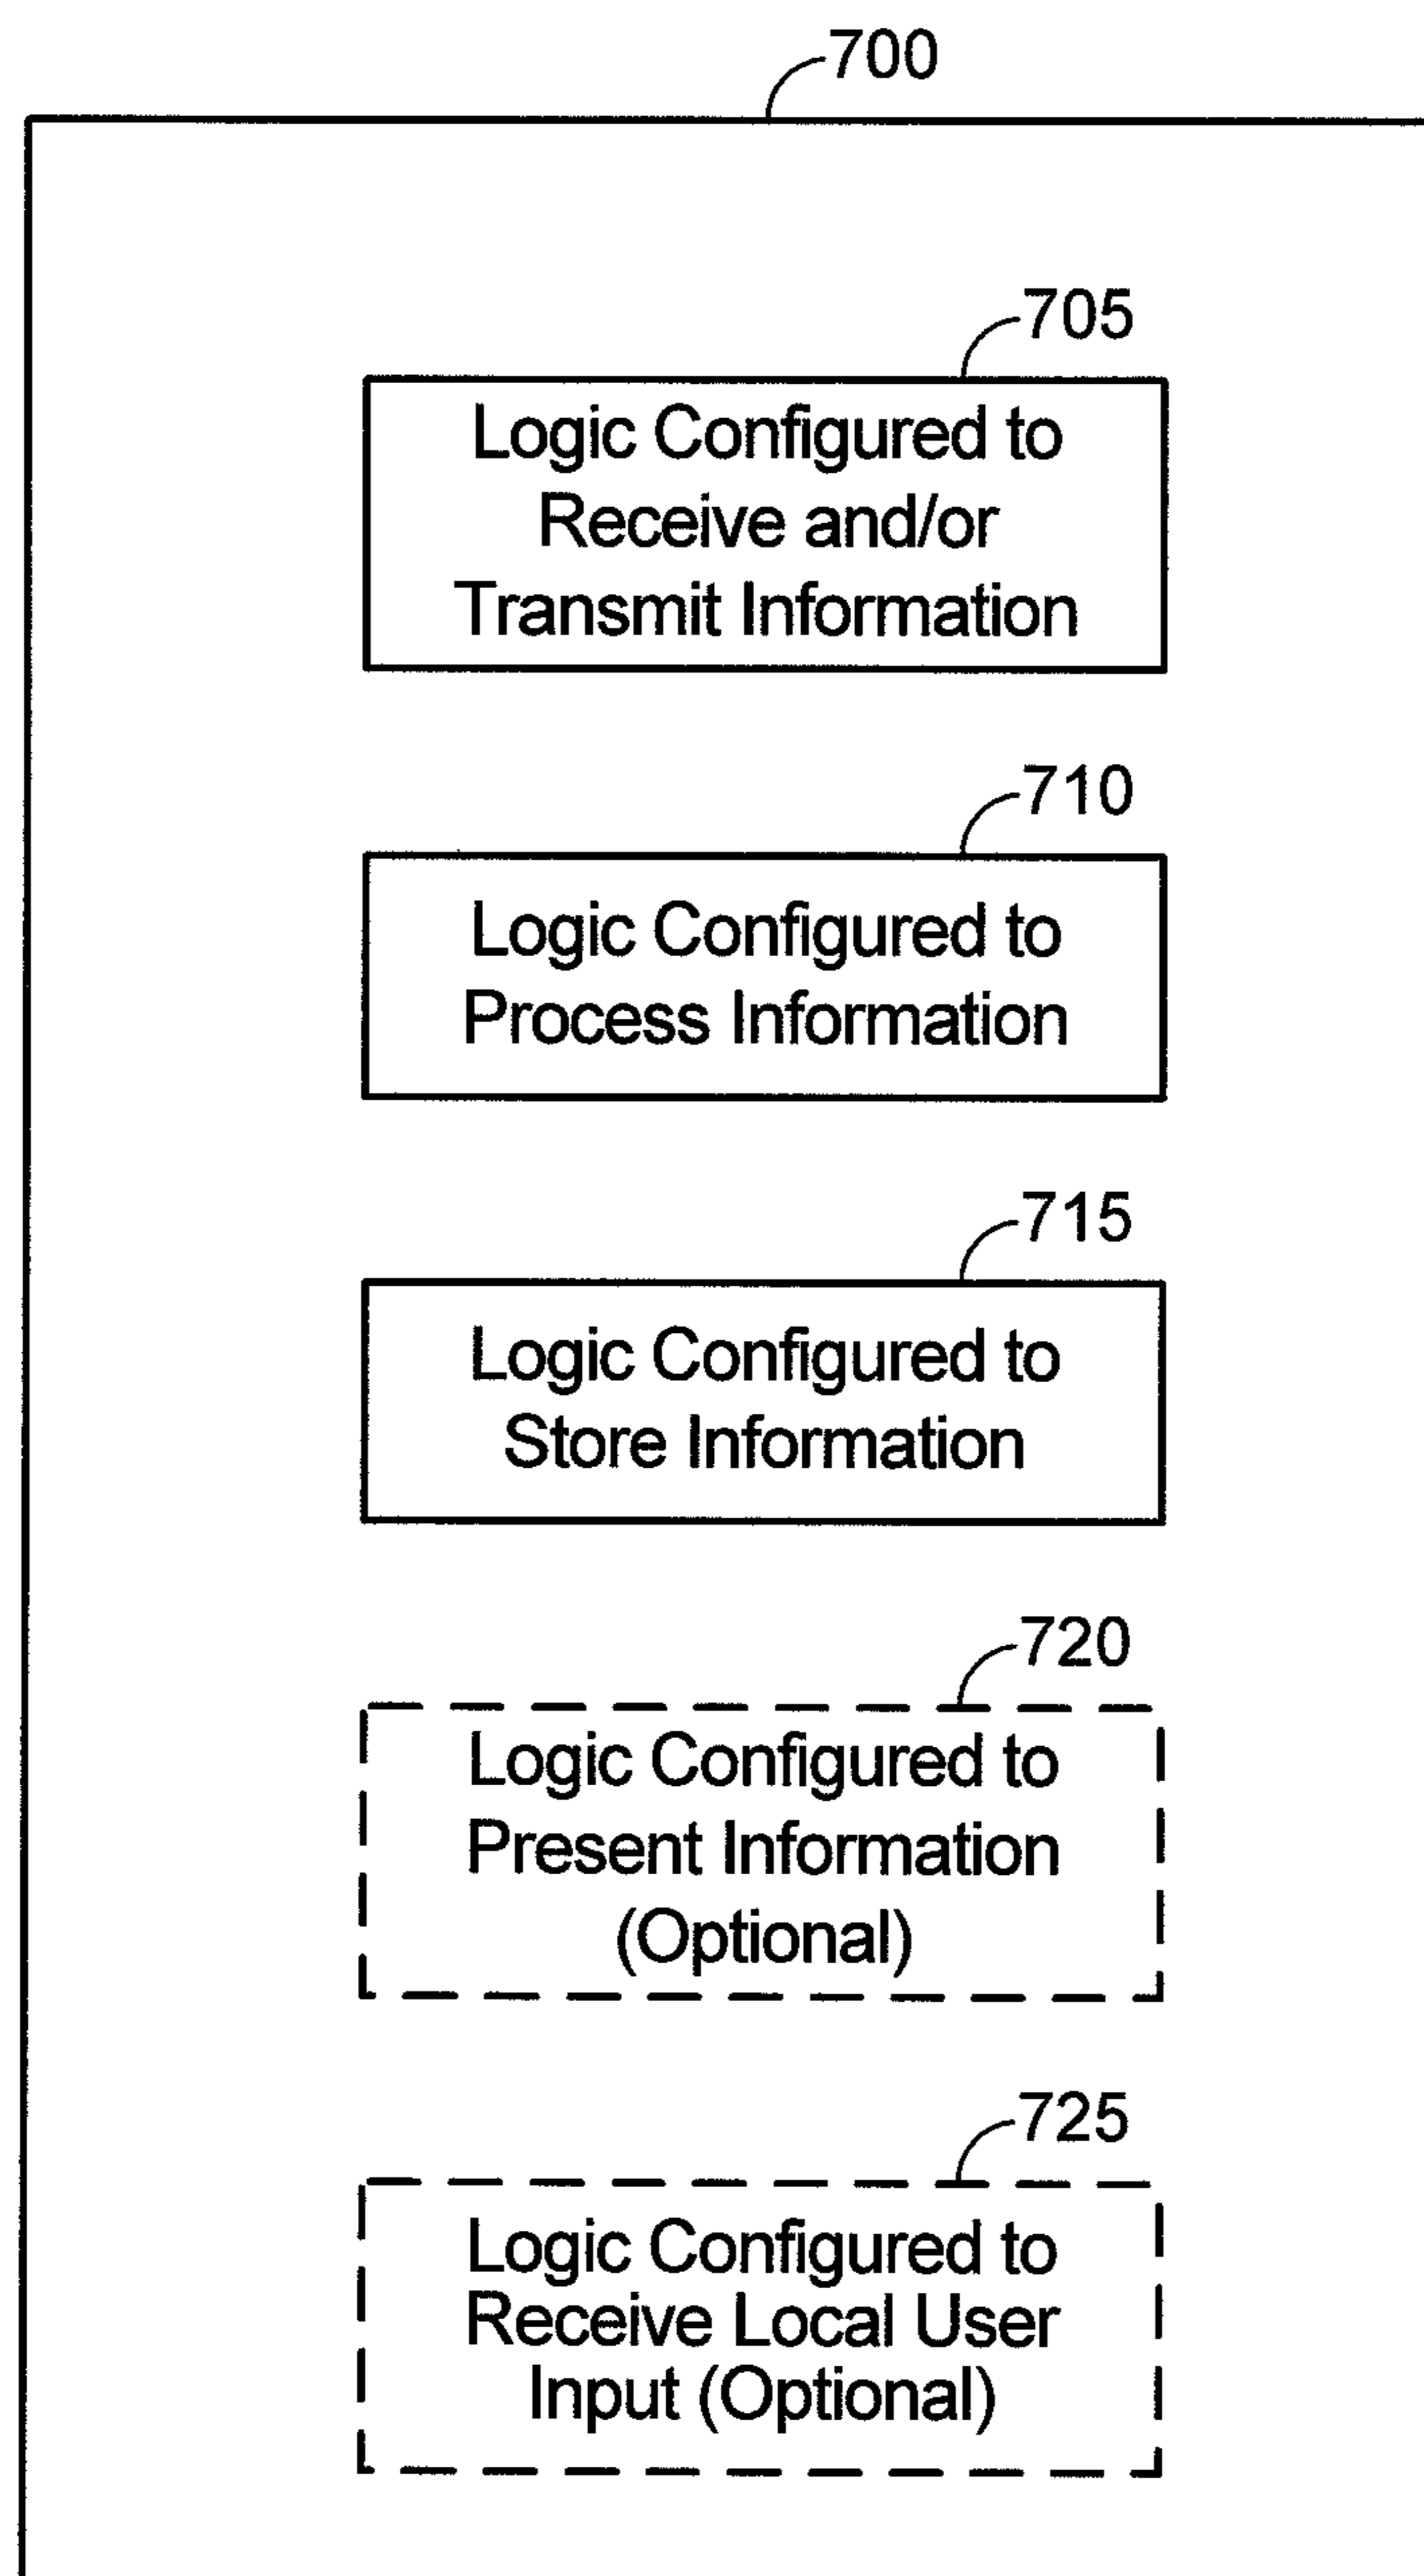 700
705
Logic Configured to
Receive and/or
Transmit Information
710
Logic Configured to
Process Information
715
Logic Configured to
Store Information
720
Logic Configured to
Present Information
(Optional)
725
Logic Configured to
Receive Local User
Input (Optional)